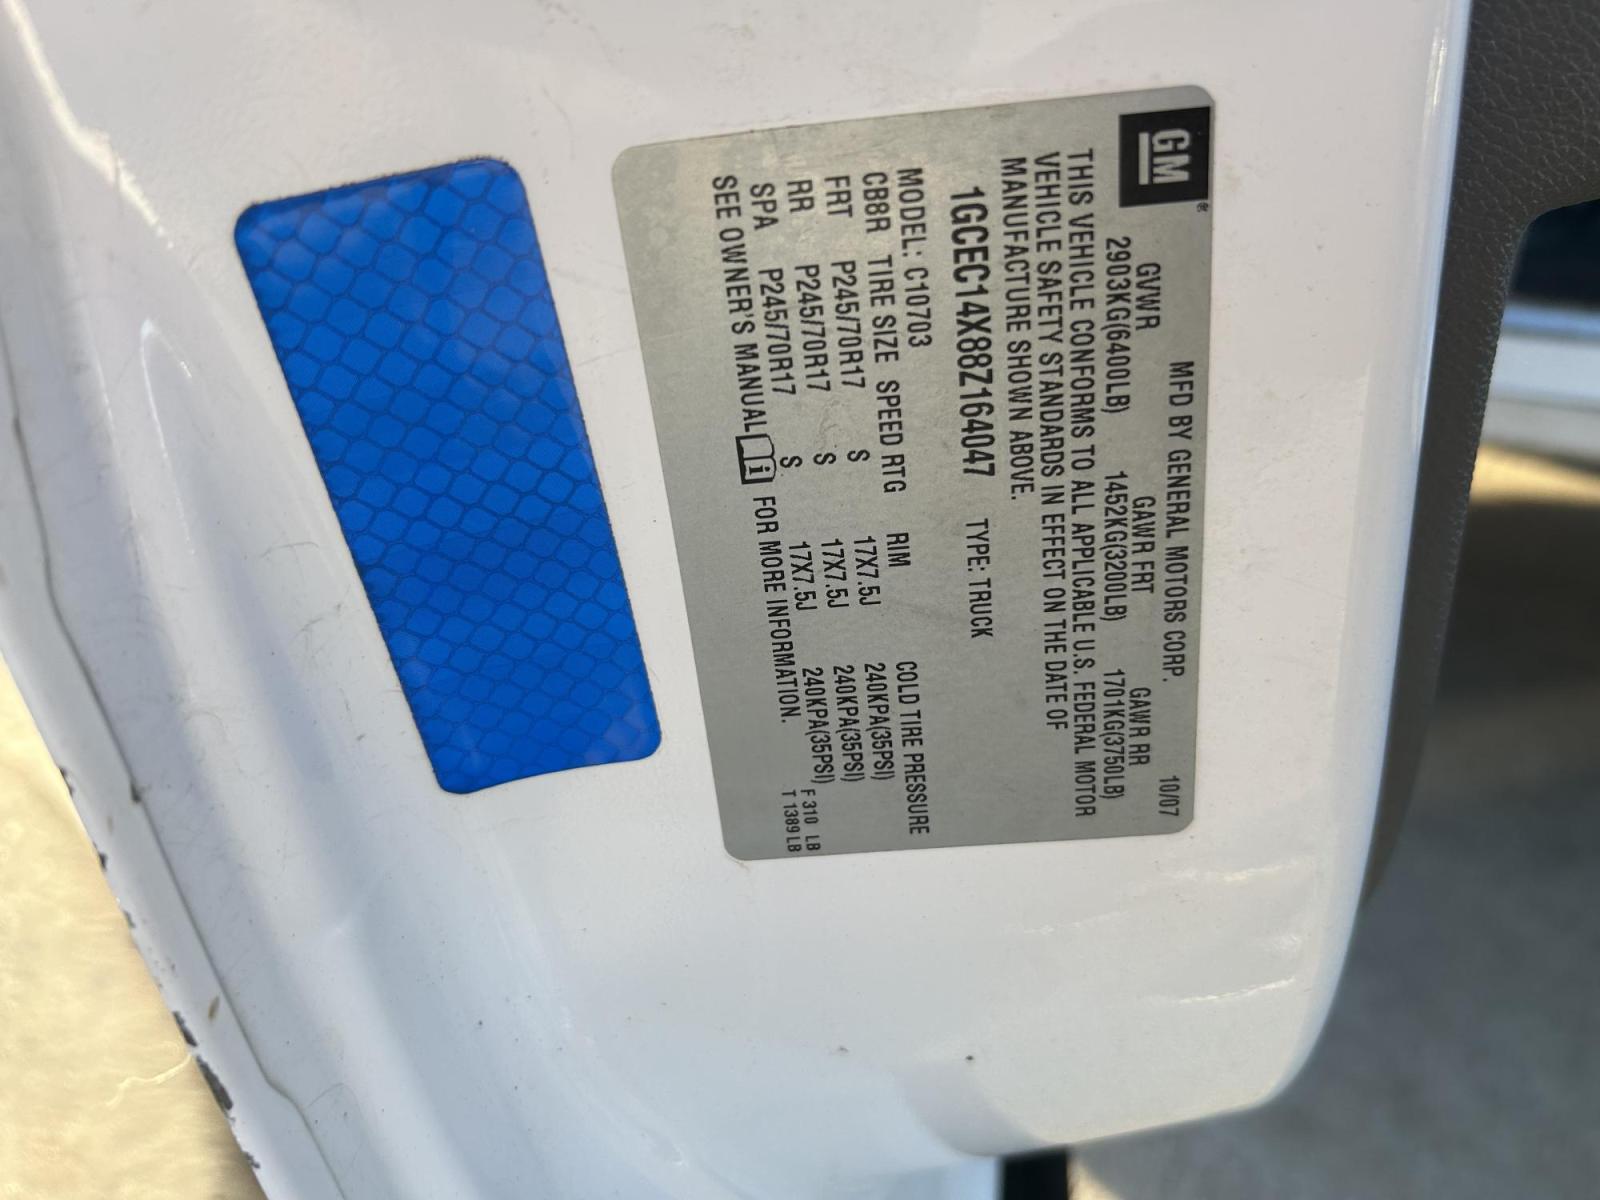 GM®
MFD BY GENERAL MOTORS CORP. 10/07
GVWR GAWR FRT GAWR RR
2903KG(6400LB) 1452KG(3200LB) 1701KG(3750LB)
THIS VEHICLE CONFORMS TO ALL APPLICABLE U.S. FEDERAL MOTOR
VEHICLE SAFETY STANDARDS IN EFFECT ON THE DATE OF
MANUFACTURE SHOWN ABOVE.
1GCEC14X88Z164047 TYPE: TRUCK
MODEL: C10703
CB8R TIRE SIZE SPEED RTG RIM COLD TIRE PRESSURE
FRT P245/70R17 S 17X7.5J 240KPA(35PSI)
RR P245/70R17 S 17X7.5J 240KPA(35PSI)
SPA P245/70R17 S 17X7.5J 240KPA(35PSI)
SEE OWNER'S MANUAL i FOR MORE INFORMATION.
F 310 LB
T 1389 LB